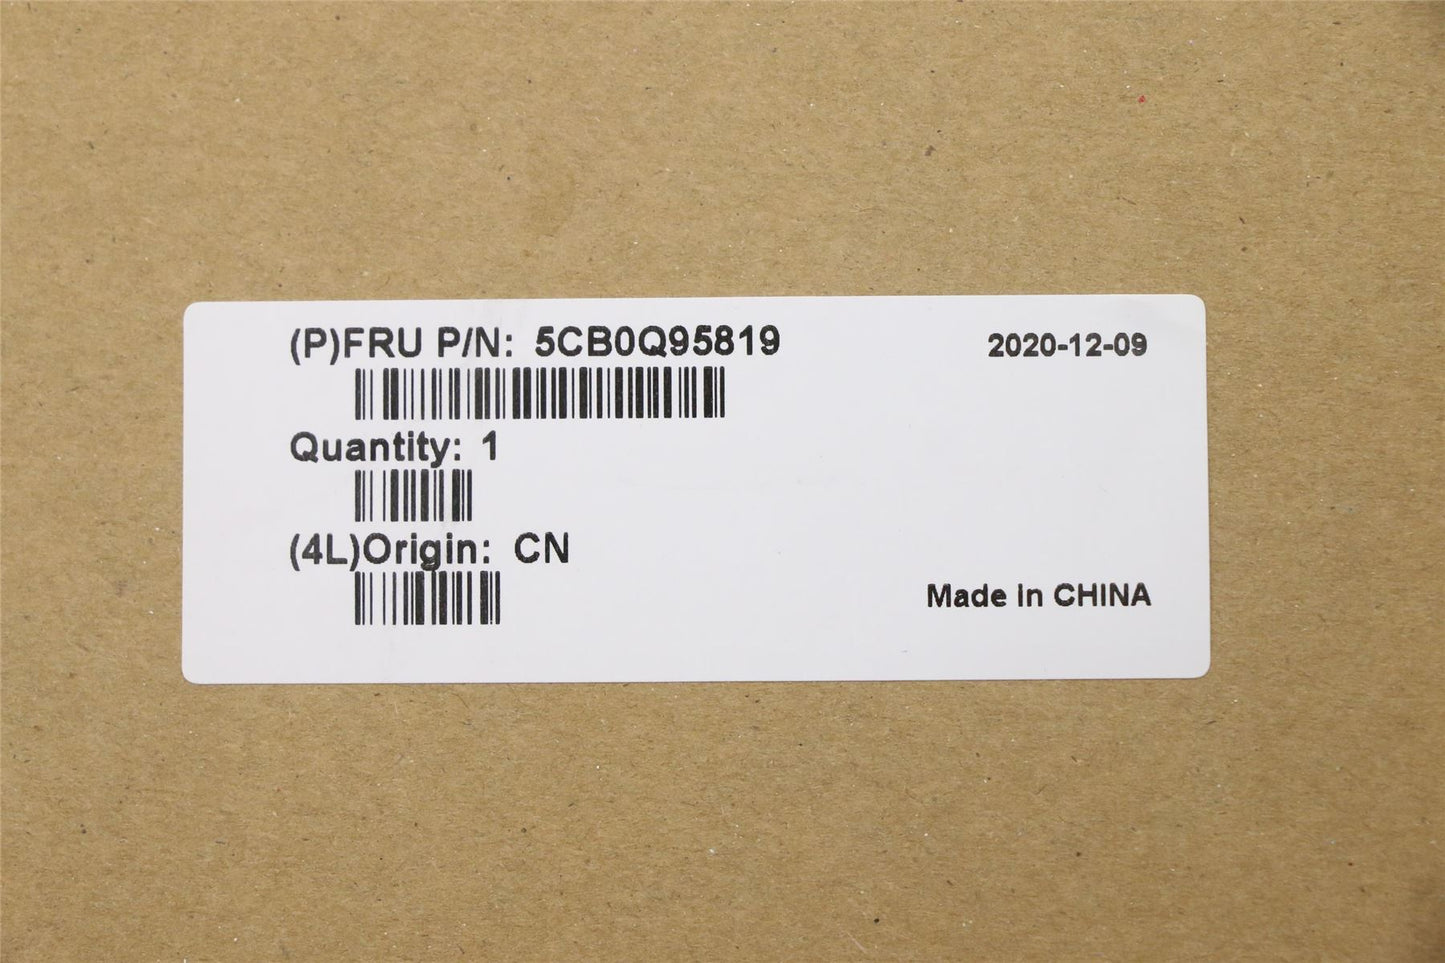 (P)FRU P/N: 5CB0Q95819
2020-12-09
Quantity: 1
(4L)Origin: CN
Made in CHINA